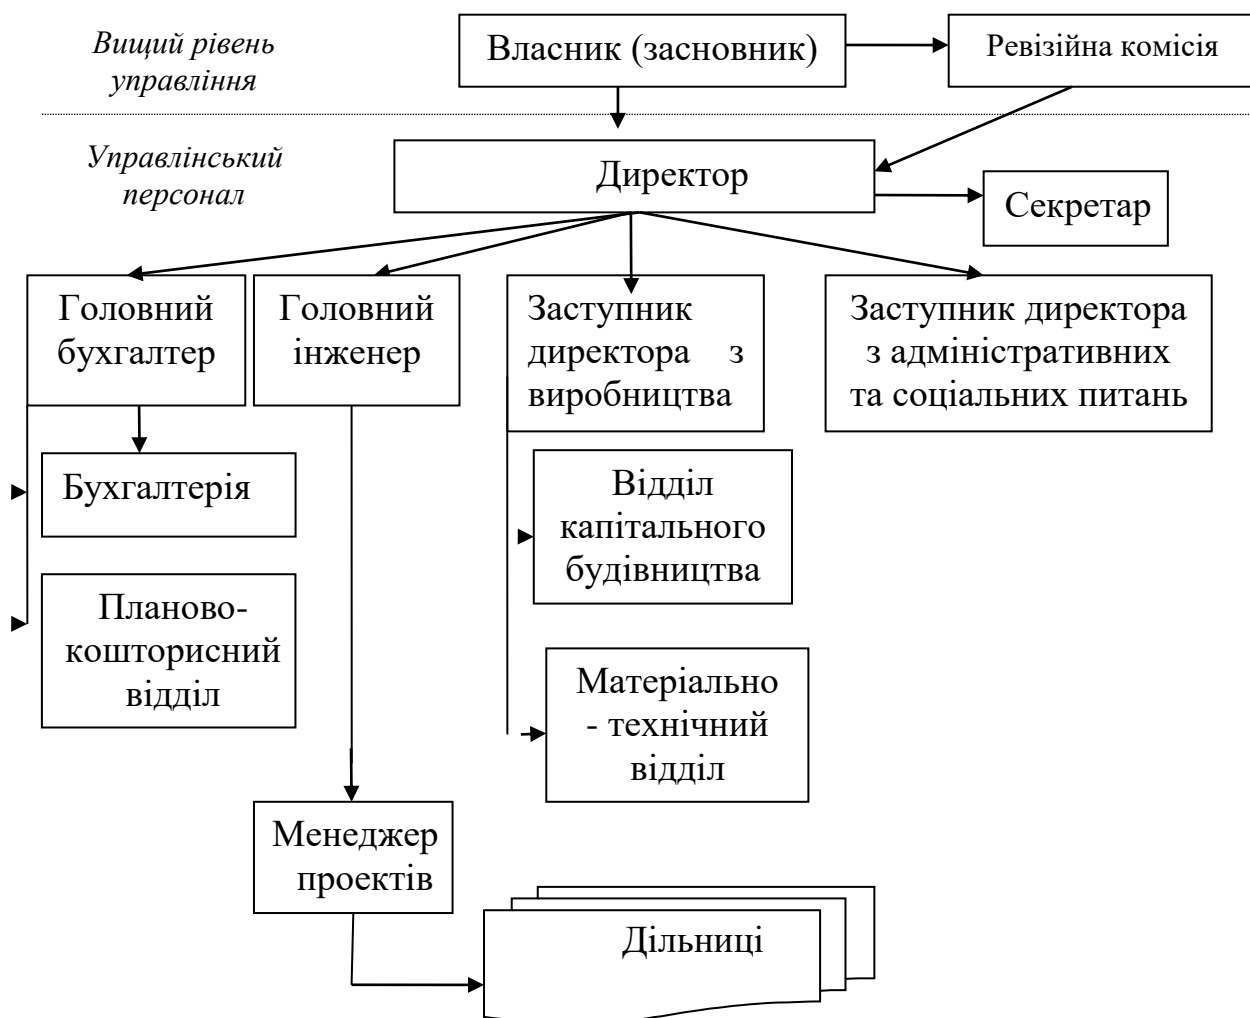 Вищий рівень
управління
Власник (засновник)
Ревізійна комісія
Управлінський
персонал
Директор
Секретар
Головний
бухгалтер
Головний
інженер
Заступник
директора з
виробництва
Заступник директора
з адміністративних
та соціальних питань
Бухгалтерія
Відділ
капітального
будівництва
Планово-
кошторисний
відділ
Матеріально
- технічний
відділ
Менеджер
проектів
Дільниці